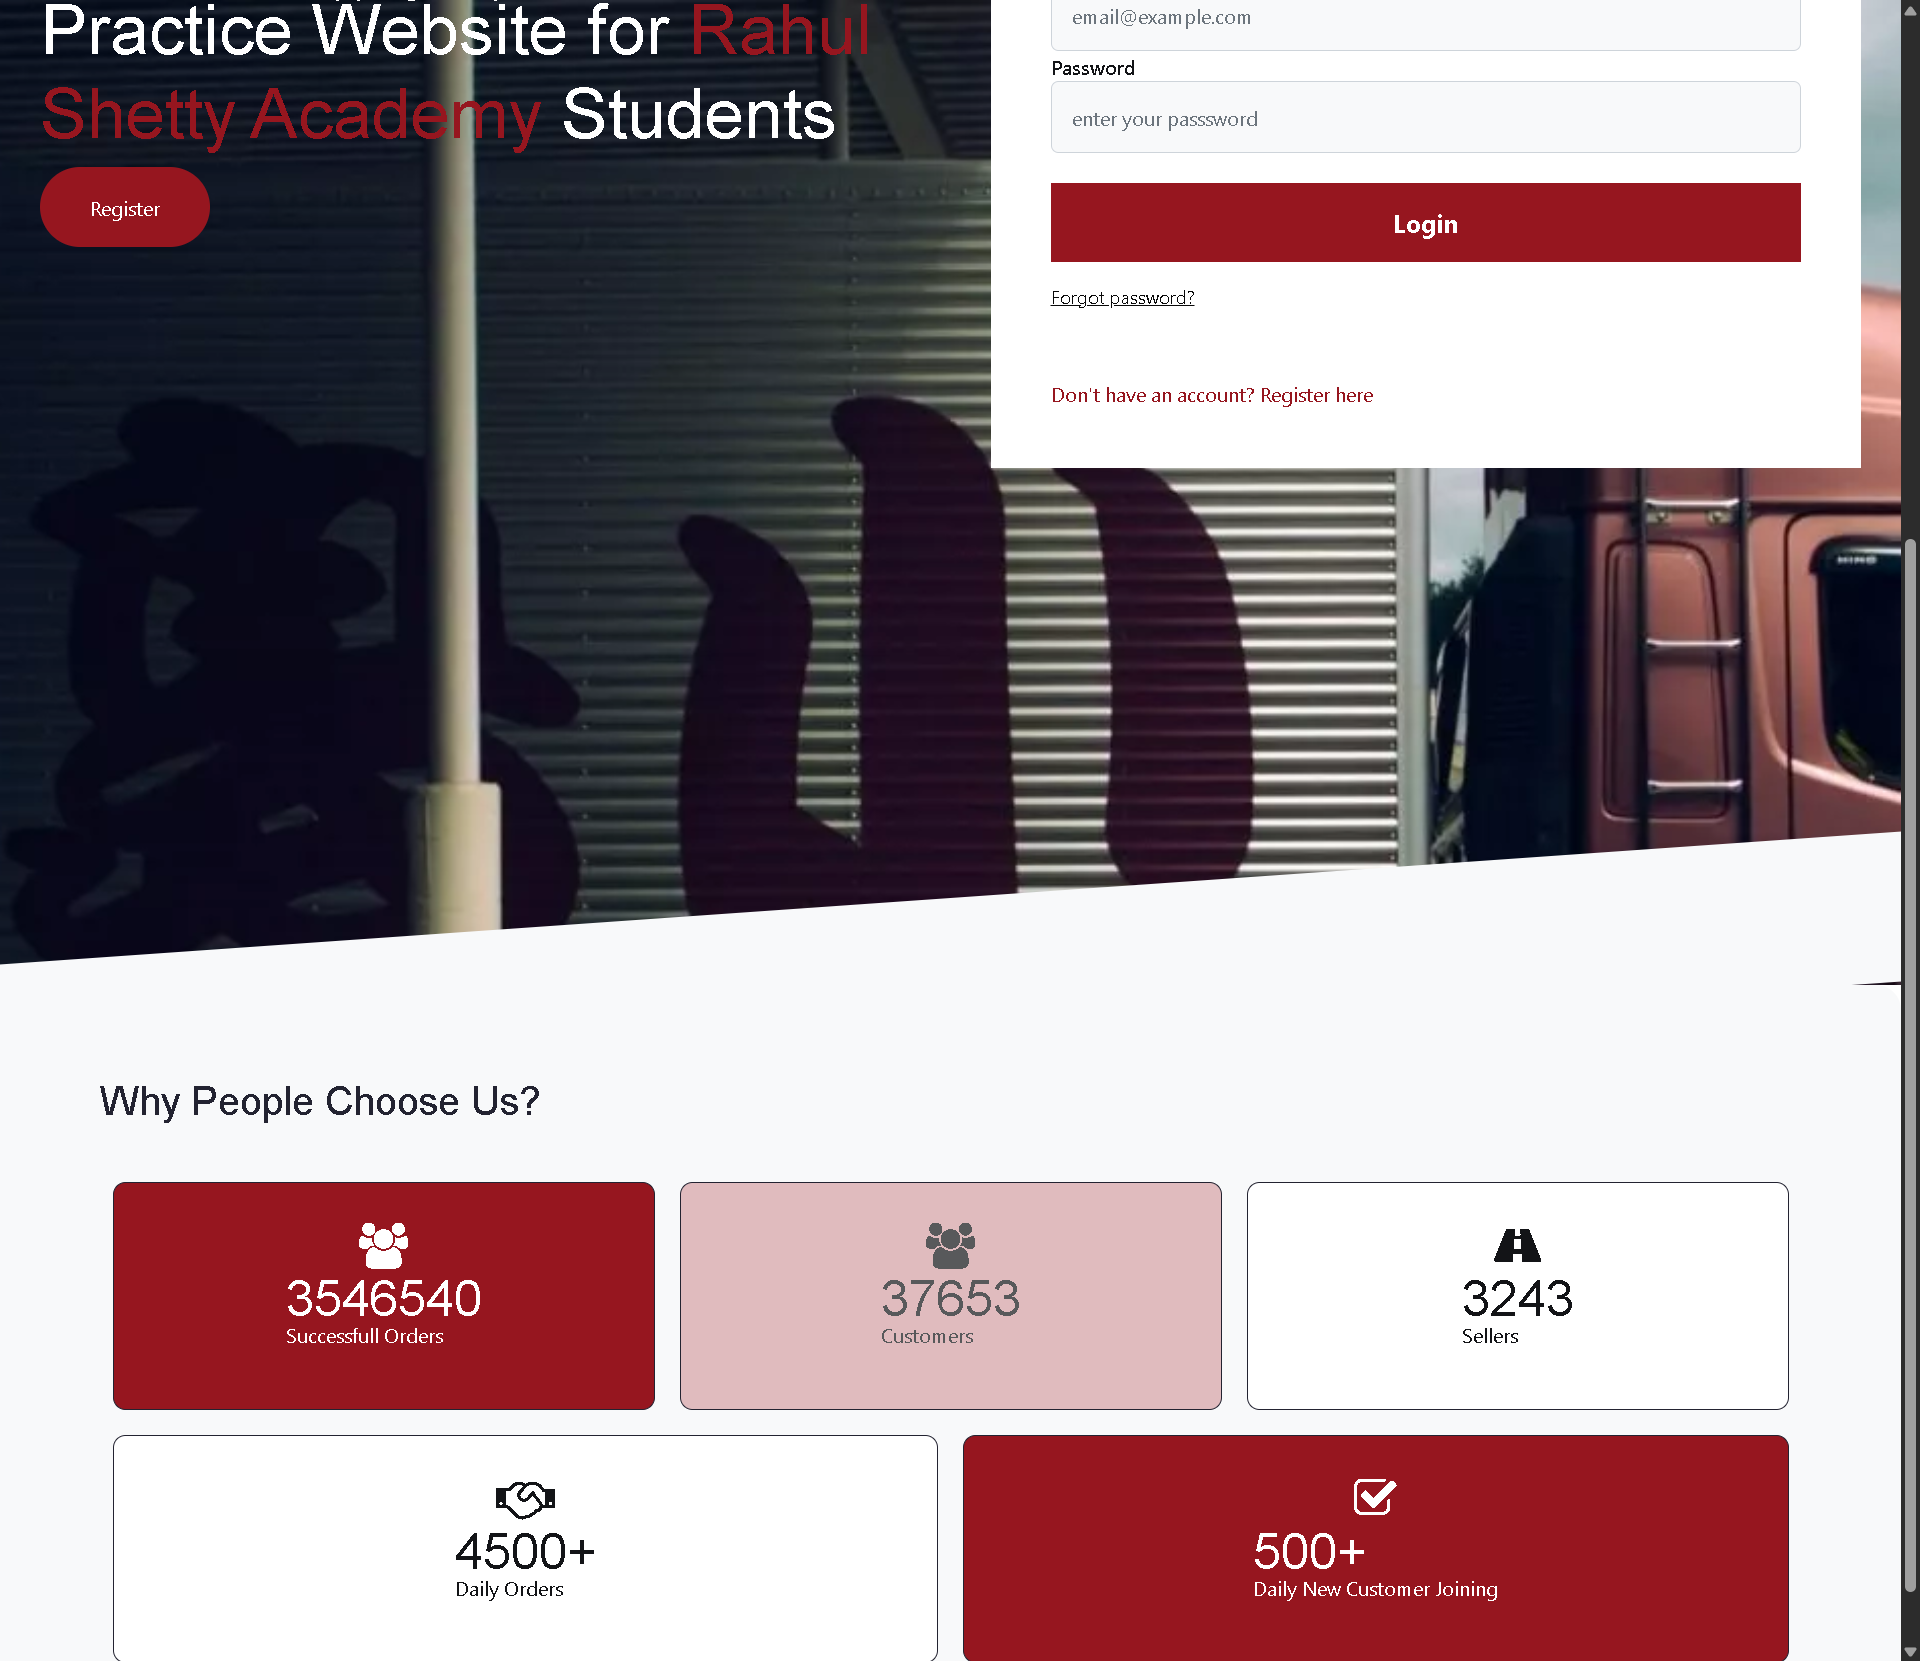 Practice Website for Rahul
Shetty Academy Students
Register
email@example.com
Password
enter your passsword
Login
Forgot password?
Don't have an account? Register here
HINO
Why People Choose Us?
3546540
Successfull Orders
37653
Customers
3243
Sellers
4500+
Daily Orders
500+
Daily New Customer Joining